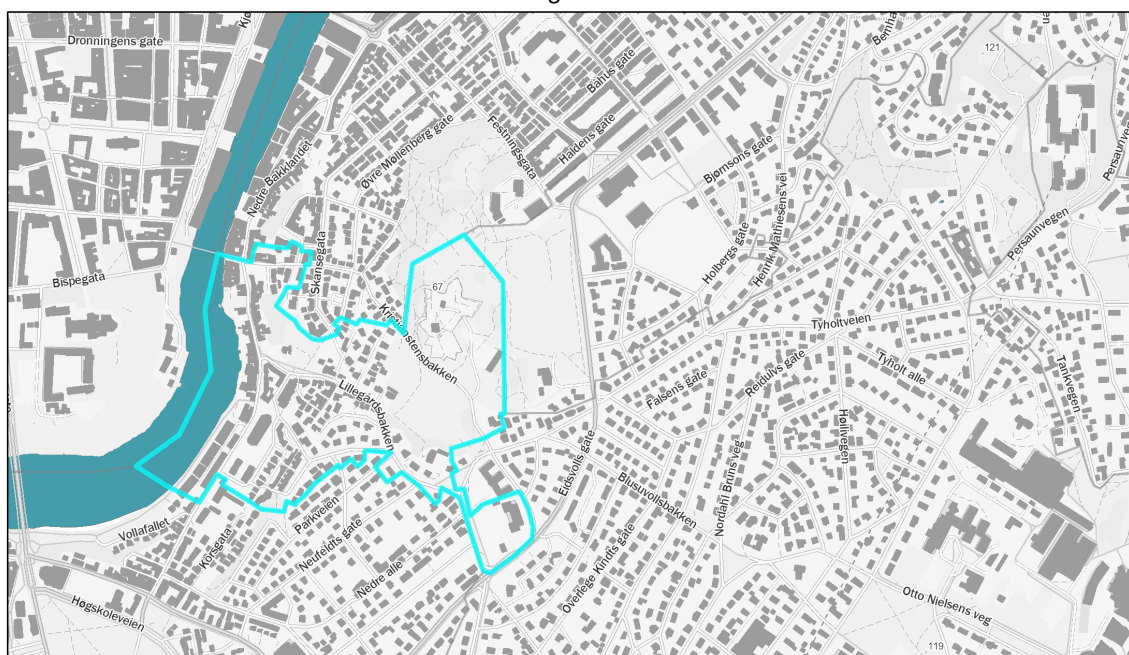 Dronningens gate
Bahus gate
121
Festningsgata
Haldens gate
Øvre Møllenberg gate
Nedre Bakklandet
Bjørnsons gate
Persaunvegen
Henrik Mathiesens vei
Holbergs gate
Bispegata
Skansegata
67
Kristianstensbakken
Tyholtveien
Tyholt alle
Reidulvs gate
Falsens gate
Tankvegen
Lillegårdsbakken
Høilivegen
Eidsvolls gate
Blusuvollsbakken
Nordahl Bruns veg
Parkveien
Vollafallet
Korsgata
Neufeldts gate
Nedre alle
Overlege Kindts gate
Otto Nielsens veg
Høgskoleveien
119